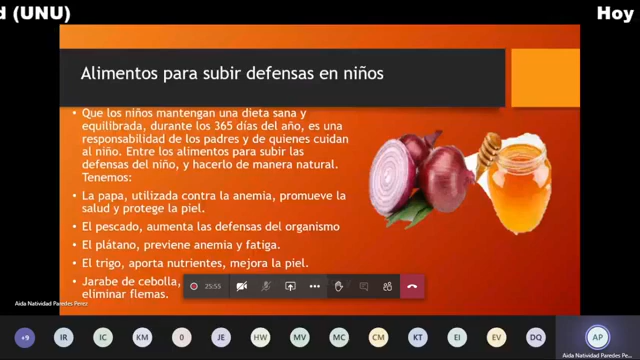 d (UNU)
Hoy
Alimentos para subir defensas en niños
• Que los niños mantengan una dieta sana y
equilibrada, durante los 365 días del año, es una
responsabilidad de los padres y de quienes cuidan
al niño. Entre los alimentos para subir las
defensas del niño, y hacerlo de manera natural.
Tenemos:
• La papa, utilizada contra la anemia, promueve la
salud y protege la piel.
• El pescado, aumenta las defensas del organismo
• El plátano, previene anemia y fatiga.
• El trigo, aporta nutrientes, mejora la piel.
• Jarabe de cebolla,
eliminar flemas.
25:55
Aida Natividad Paredes Perez
+9
IR
IC
KM
0
JE
HW
MV
MC
CM
KT
EI
EV
DQ
AP
Aida Natividad Paredes Pe...